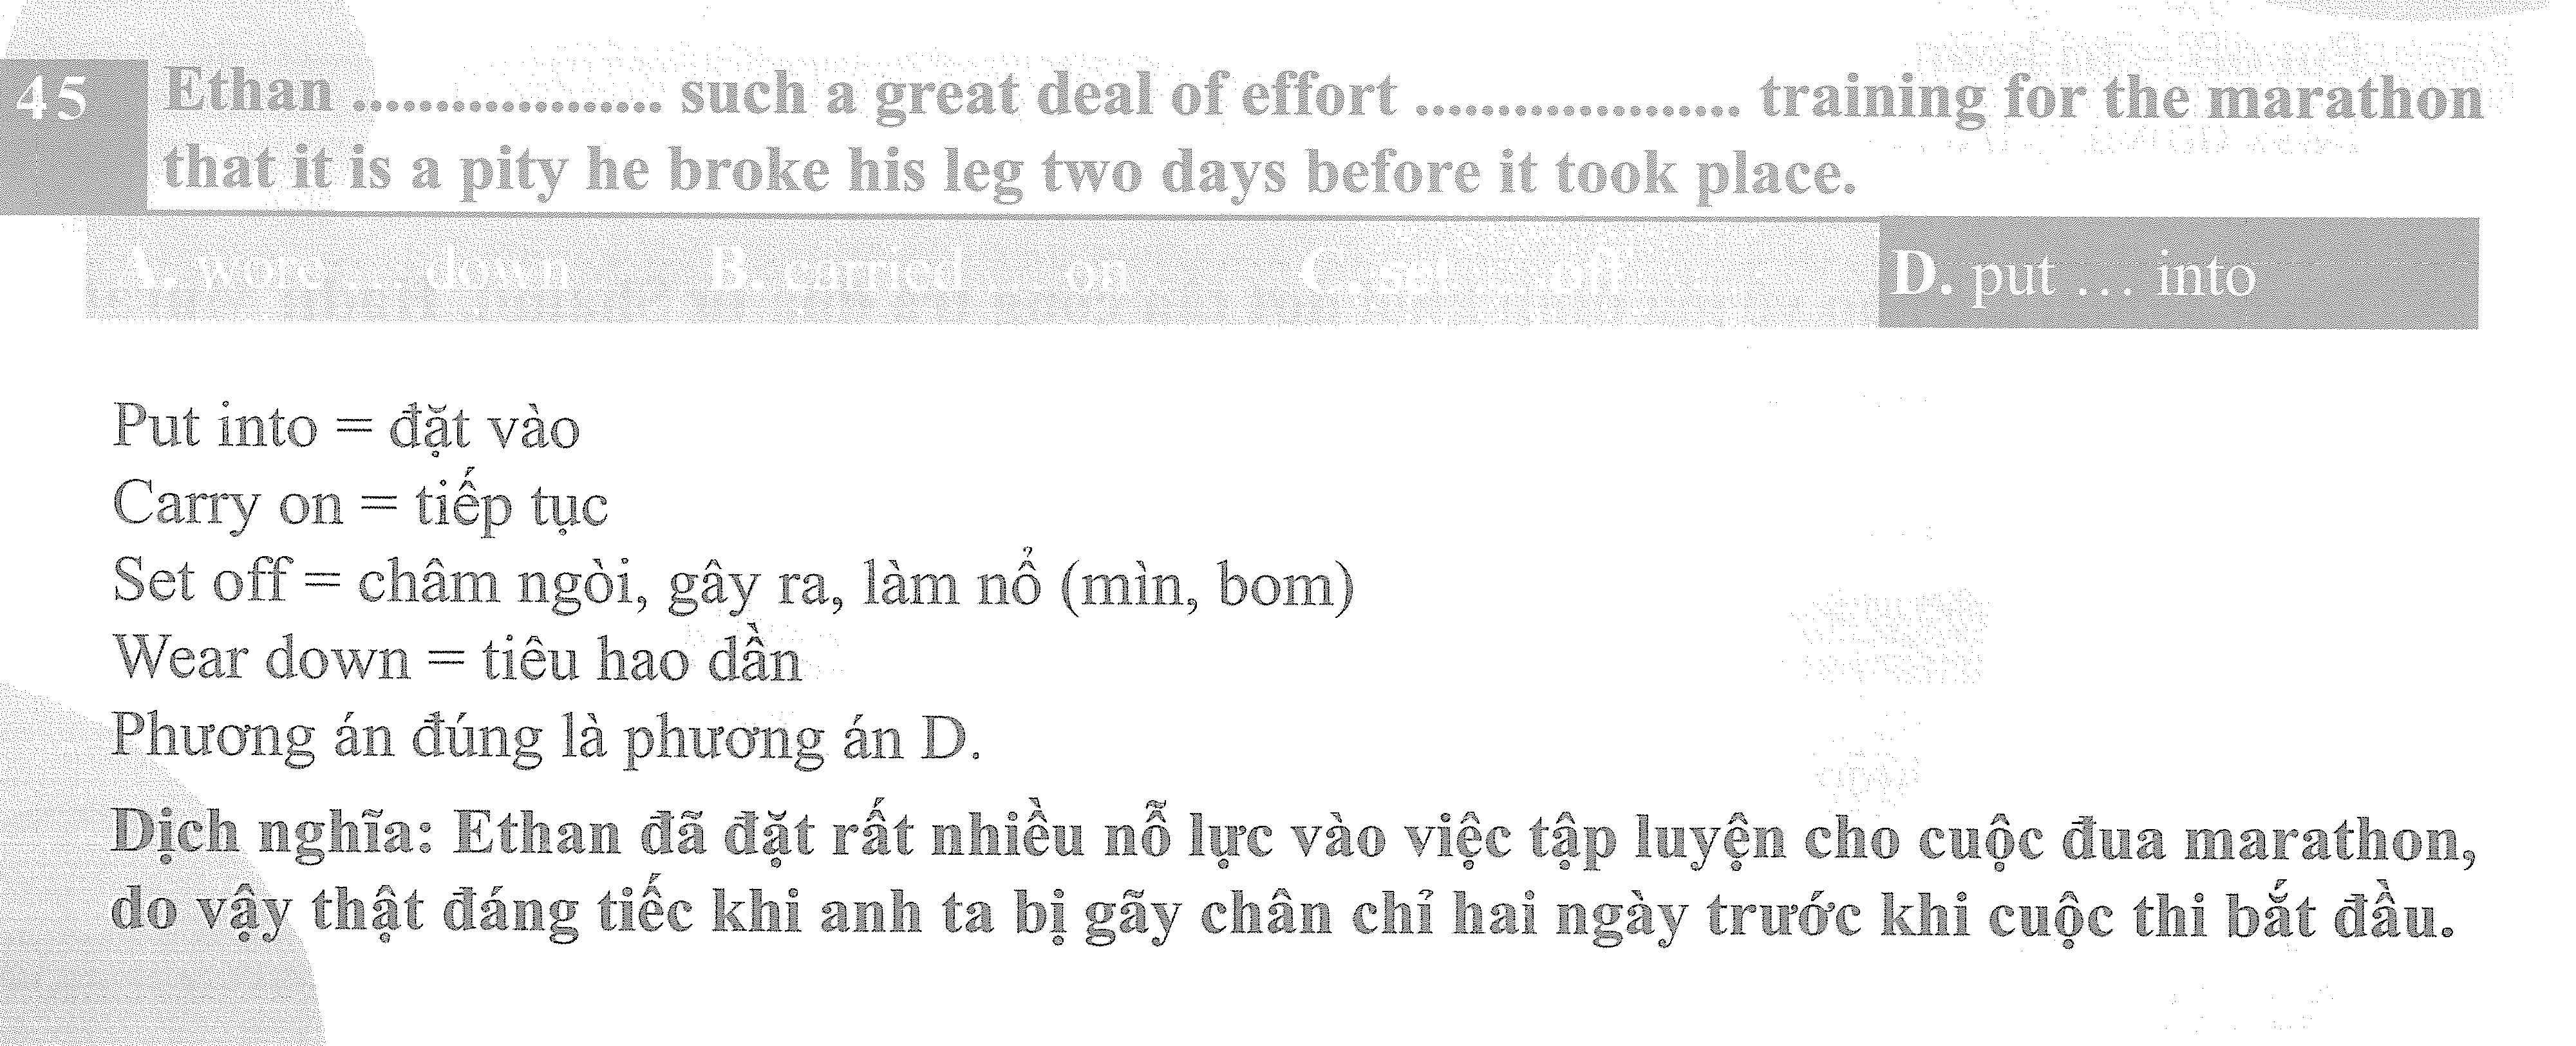 45 Ethan ................... such a great deal of effort .................... training for the marathon
that it is a pity he broke his leg two days before it took place.
A. wore ... down B. carried ... on C. set ... off D. put ... into
Put into = đặt vào
Carry on = tiếp tục
Set off = châm ngòi, gây ra, làm nổ (mìn, bom)
Wear down = tiêu hao dần
Phương án đúng là phương án D.
Dịch nghĩa: Ethan đã đặt rất nhiều nỗ lực vào việc tập luyện cho cuộc đua marathon,
do vậy thật đáng tiếc khi anh ta bị gãy chân chỉ hai ngày trước khi cuộc thi bắt đầu.